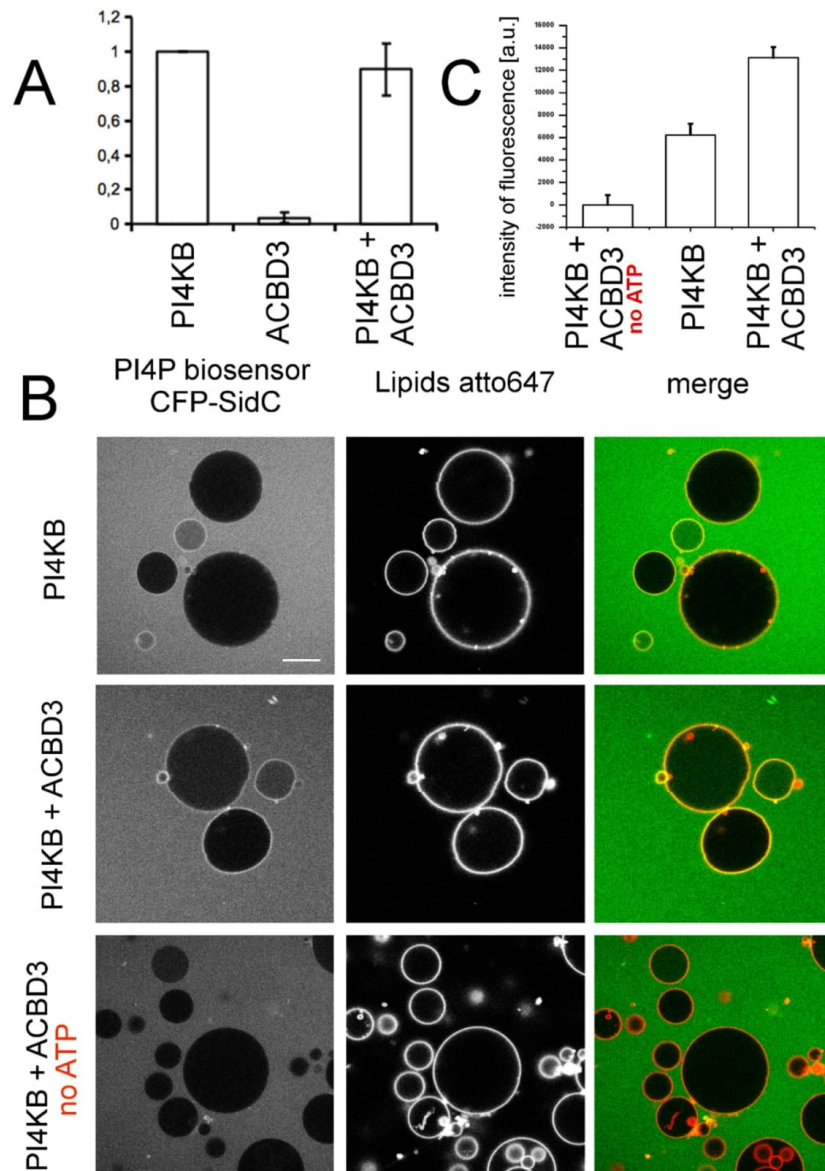 A
1,2
1
0,8
0,6
0,4
0,2
0
PI4KB
ACBD3
PI4KB +
ACBD3
C
intensity of fluorescence [a.u.]
16000
14000
12000
10000
8000
6000
4000
2000
0
-2000
PI4KB +
ACBD3
no ATP
PI4KB
PI4KB +
ACBD3
B
PI4P biosensor
CFP-SidC
Lipids atto647
merge
PI4KB
PI4KB + ACBD3
PI4KB + ACBD3
no ATP